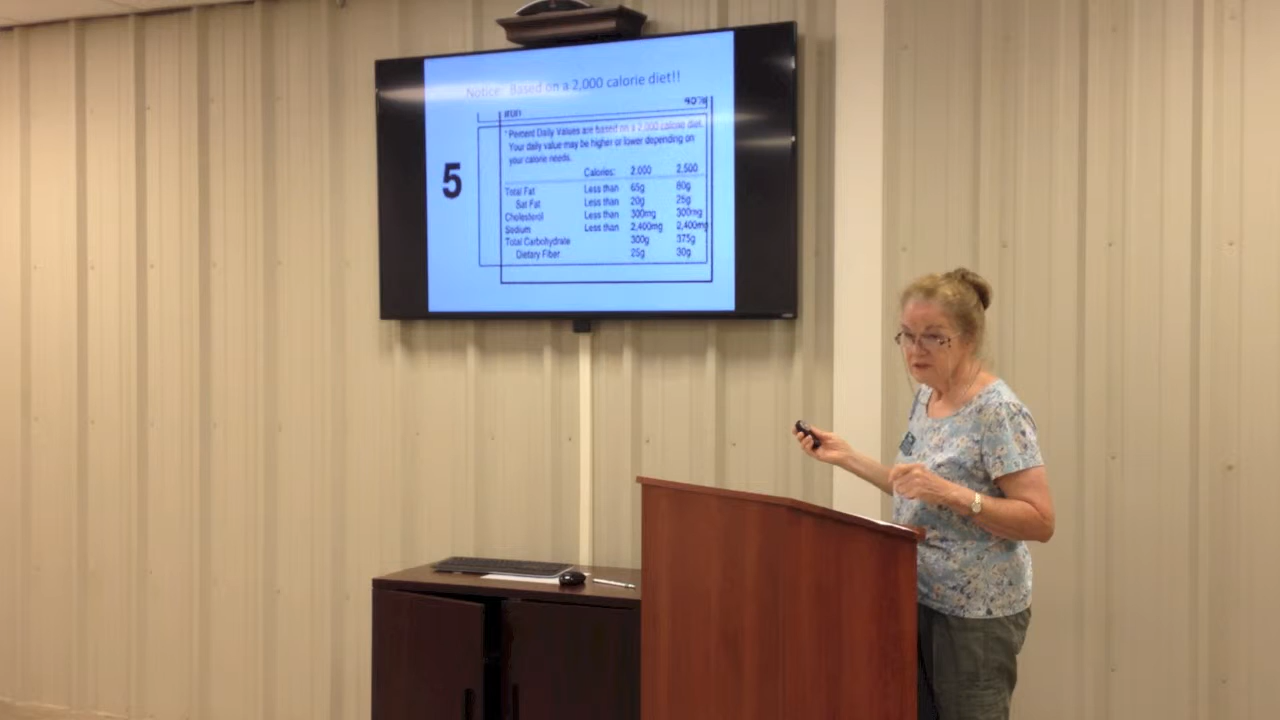 Notice: Based on a 2,000 calorie diet!!
5
Iron 45%
* Percent Daily Values are based on a 2,000 calorie diet.
Your daily value may be higher or lower depending on
your calorie needs.
Calories: 2,000 2,500
Total Fat Less than 65g 80g
Sat Fat Less than 20g 25g
Cholesterol Less than 300mg 300mg
Sodium Less than 2,400mg 2,400mg
Total Carbohydrate 300g 375g
Dietary Fiber 25g 30g